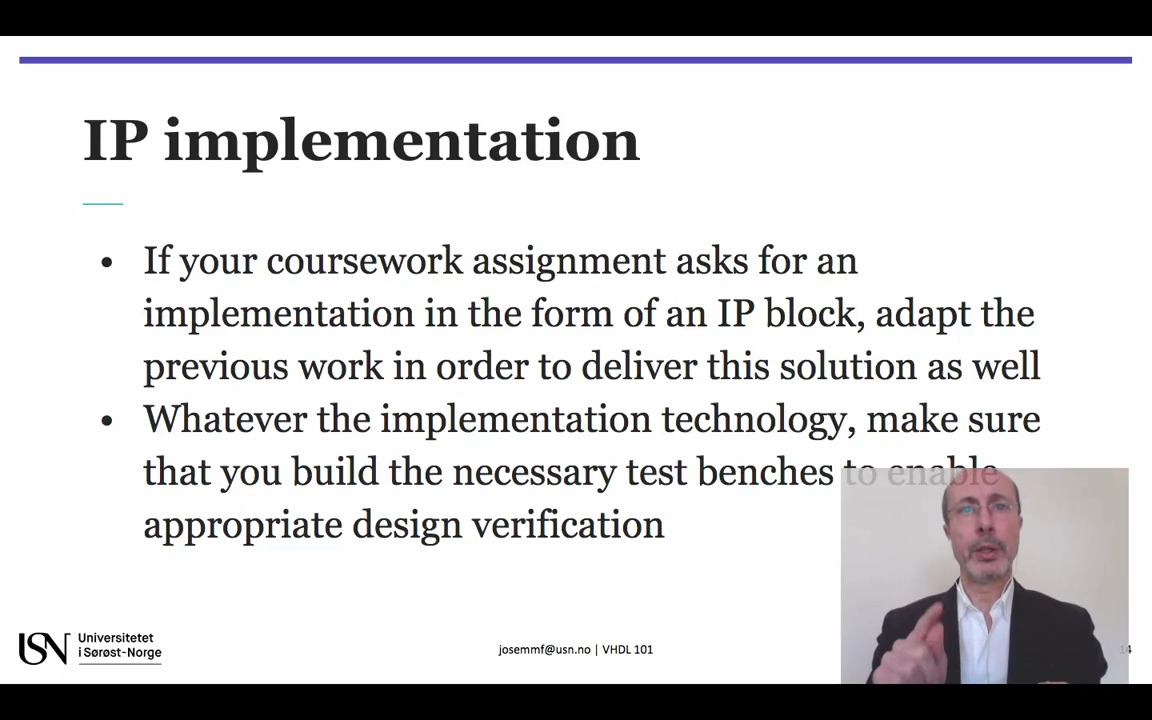 IP implementation
• If your coursework assignment asks for an
implementation in the form of an IP block, adapt the
previous work in order to deliver this solution as well
• Whatever the implementation technology, make sure
that you build the necessary test benches to enable
appropriate design verification
USN Universitetet
i Sørøst-Norge
josemmf@usn.no | VHDL 101
14